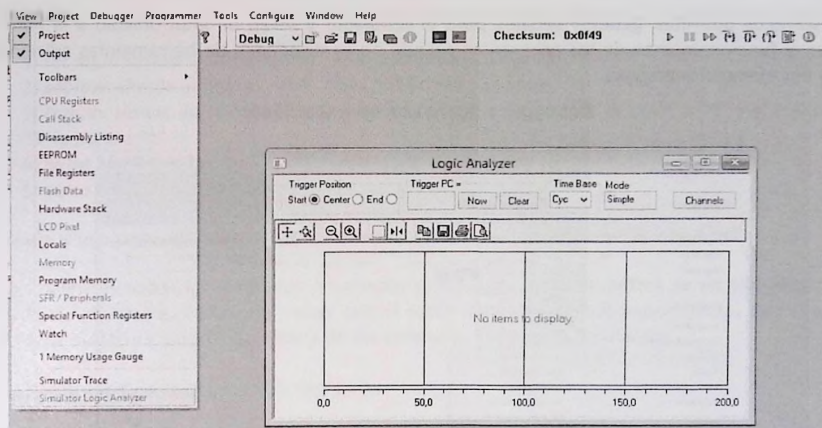 View Project Debugger Programmer Tools Configure Window Help
Debug Checksum: 0x0f49
Project
Output
Toolbars
CPU Registers
Call Stack
Disassembly Listing
EEPROM
File Registers
Flash Data
Hardware Stack
LCD Pixel
Locals
Memory
Program Memory
SFR / Peripherals
Special Function Registers
Watch
1 Memory Usage Gauge
Simulator Trace
Simulator Logic Analyzer
Logic Analyzer
Trigger Position Trigger PC = Time Base Mode
Start Center End Now Clear Cyc Simple Channels
No items to display
0,0 50,0 100,0 150,0 200,0